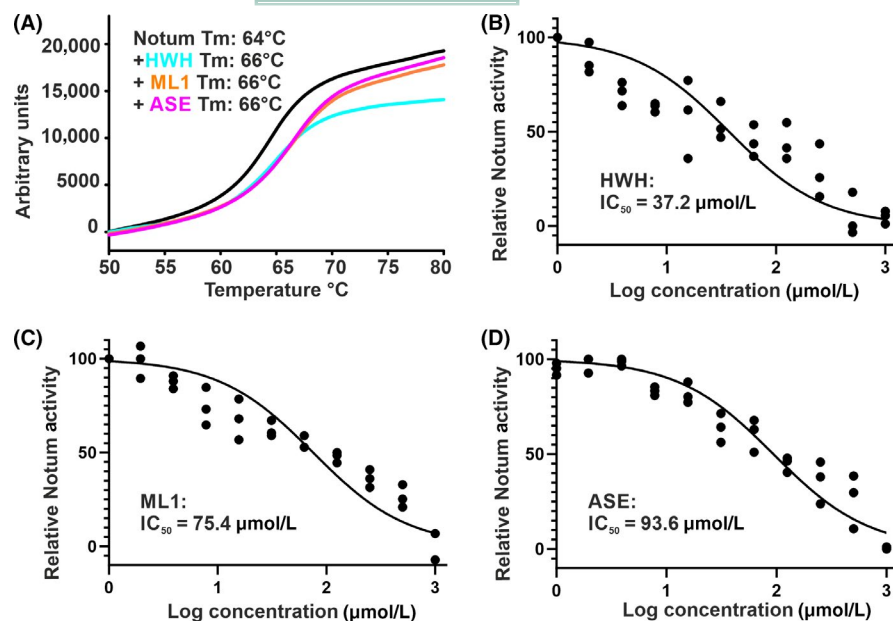 (A)
Notum Tm: 64°C
+HWH Tm: 66°C
+ ML1 Tm: 66°C
+ ASE Tm: 66°C
20,000
15,000
10,000
5000
0
Arbitrary units
50 55 60 65 70 75 80
Temperature °C
(B)
100
50
0
Relative Notum activity
HWH:
IC50 = 37.2 µmol/L
0 1 2 3
Log concentration (µmol/L)
(C)
100
50
0
Relative Notum activity
ML1:
IC50 = 75.4 µmol/L
0 1 2 3
Log concentration (µmol/L)
(D)
100
50
0
Relative Notum activity
ASE:
IC50 = 93.6 µmol/L
0 1 2 3
Log concentration (µmol/L)